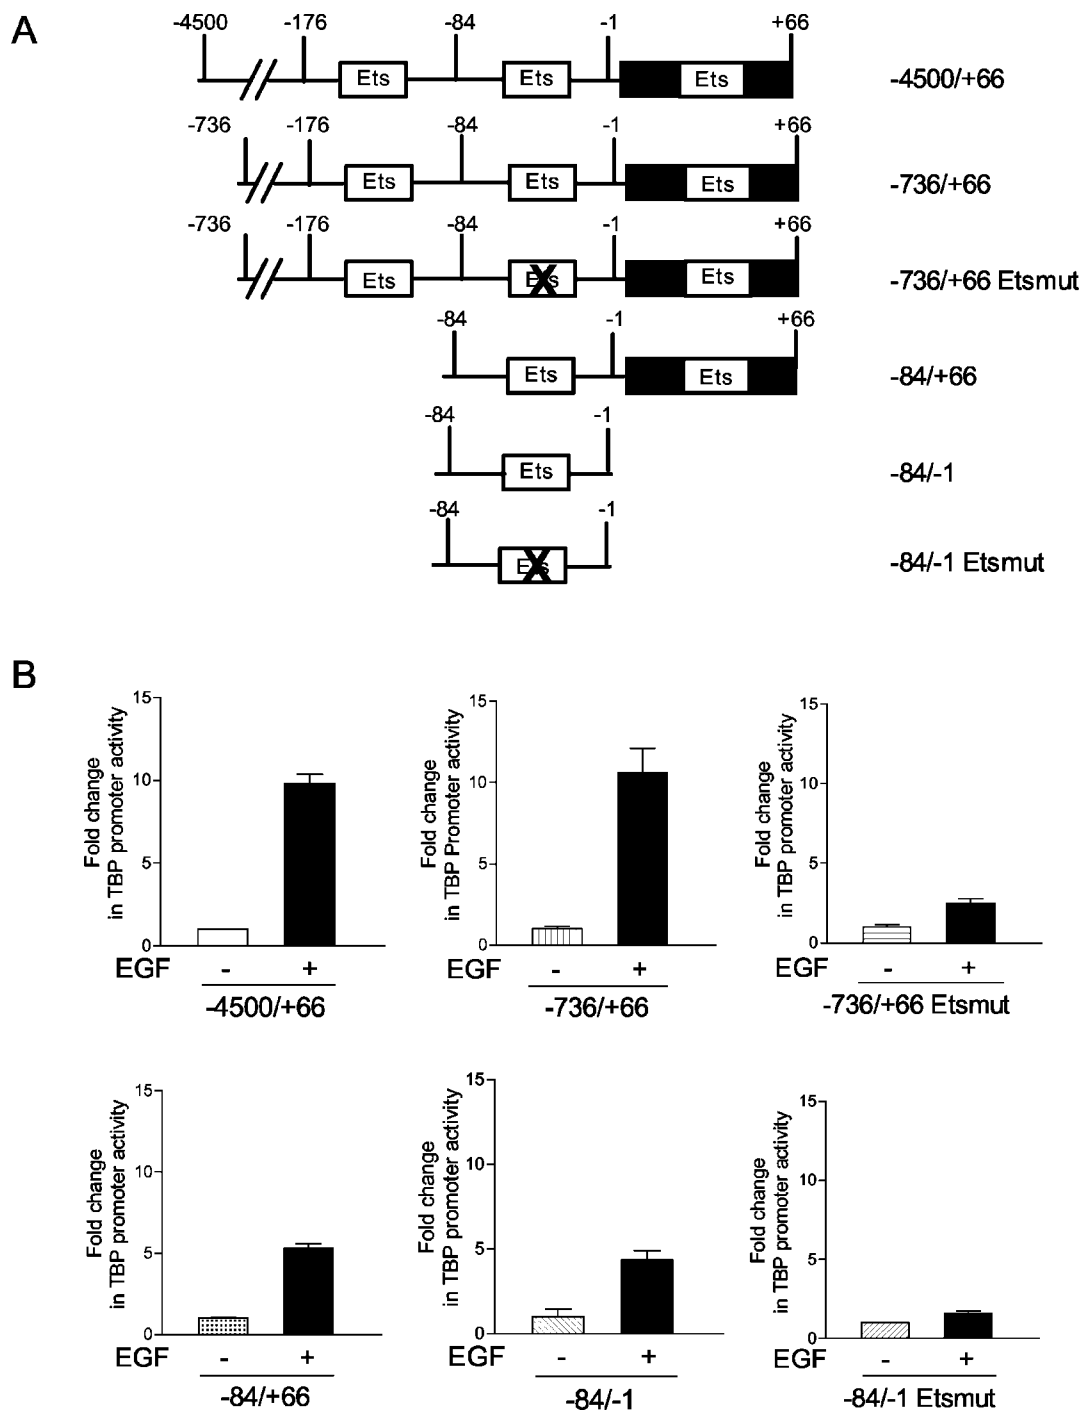 A
-4500 -176 -84 -1 +66
Ets Ets Ets -4500/+66
-736 -176 -84 -1 +66
Ets Ets Ets -736/+66
-736 -176 -84 -1 +66
Ets Ets Ets -736/+66 Etsmut
-84 -1 +66
Ets Ets -84/+66
-84 -1
Ets -84/-1
-84 -1
Ets -84/-1 Etsmut
B
Fold change
in TBP promoter activity
15
10
5
0
EGF - +
-4500/+66
Fold change
in TBP Promoter activity
15
10
5
0
EGF - +
-736/+66
Fold change
in TBP promoter activity
15
10
5
0
EGF - +
-736/+66 Etsmut
Fold change
in TBP promoter activity
15
10
5
0
EGF - +
-84/+66
Fold change
in TBP promoter activity
15
10
5
0
EGF - +
-84/-1
Fold change
in TBP promoter activity
15
10
5
0
EGF - +
-84/-1 Etsmut